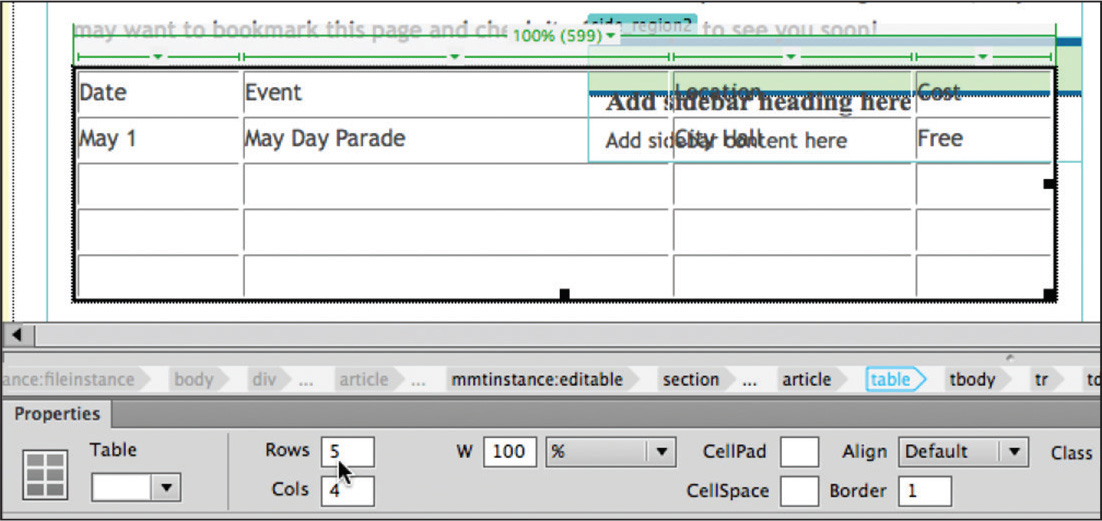 may want to bookmark this page and
side_region2
to see you soon!
100% (599)
Date Event Location Cost
Add sidebar heading here
May 1 May Day Parade City Hall Free
Add sidebar content here
ance:fileinstance body div ... article ... mmtinstance:editable section ... article table tbody tr
Properties
Table Rows 5 W 100 % CellPad Align Default Class
Cols 4 CellSpace Border 1